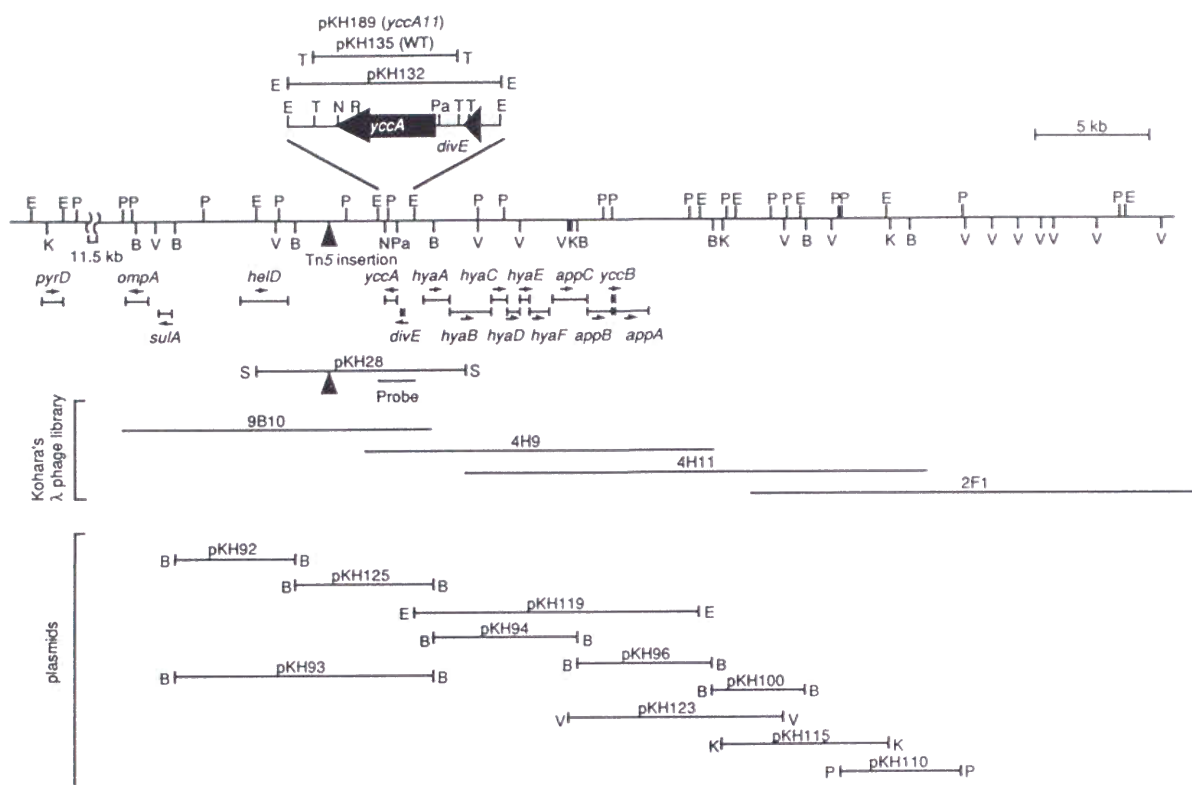 pKH189 (yccA11)
T pKH135 (WT) T
E pKH132 E
E T N P Pa T T E
yccA
divE
5 kb
E E P P P P E P P E P E P P P P P E P E P P E P P E P P E
K B V B V B N Pa B V V V K B B K V B V K B V V V V V V V
11.5 kb
Tn5 insertion
pyrD ompA helD yccA hyaA hyaC hyaE appC yccB
sulA divE hyaB hyaD hyaF appB appA
S pKH28 S
Probe
Kohara's
λ phage library
9B10
4H9
4H11
2F1
plasmids
B pKH92 B
B pKH125 B
E pKH119 E
B pKH94 B
B pKH96 B
B pKH93 B
B pKH100 B
V pKH123 V
K pKH115 K
P pKH110 P